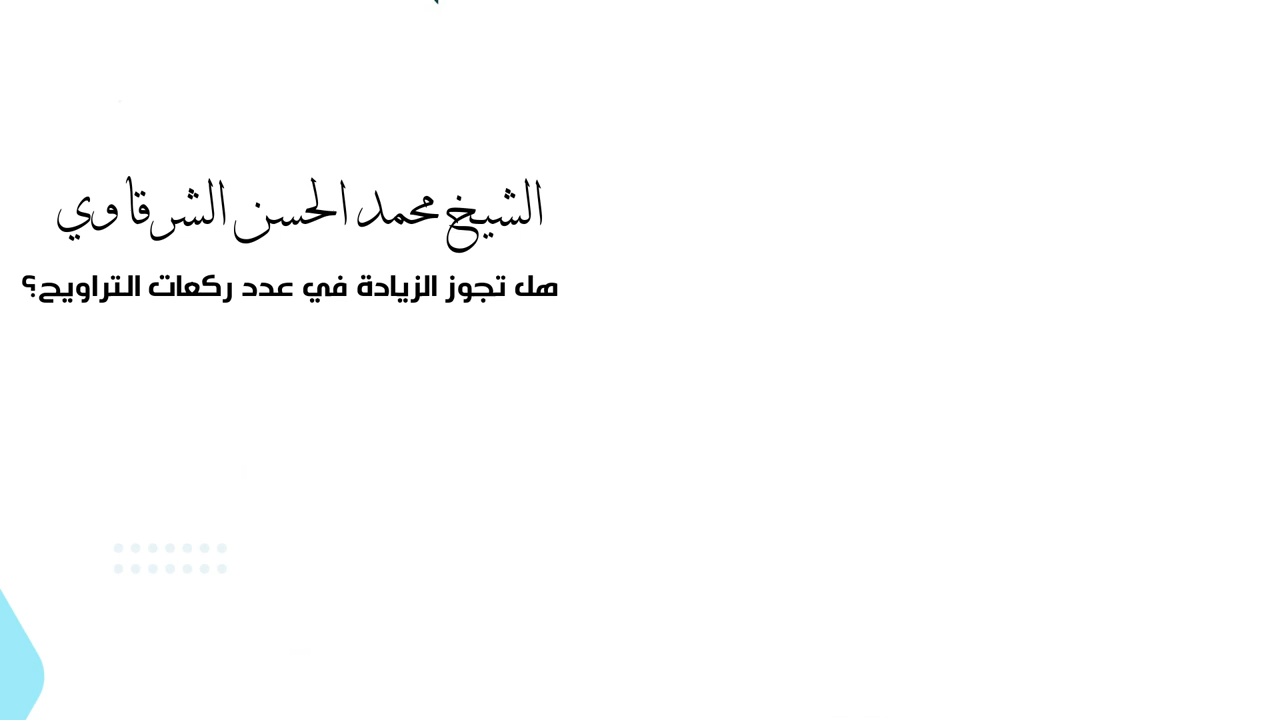 الشيخ محمد الحسن الشرقاوي
هل تجوز الزيادة في عدد ركعات التراويح؟